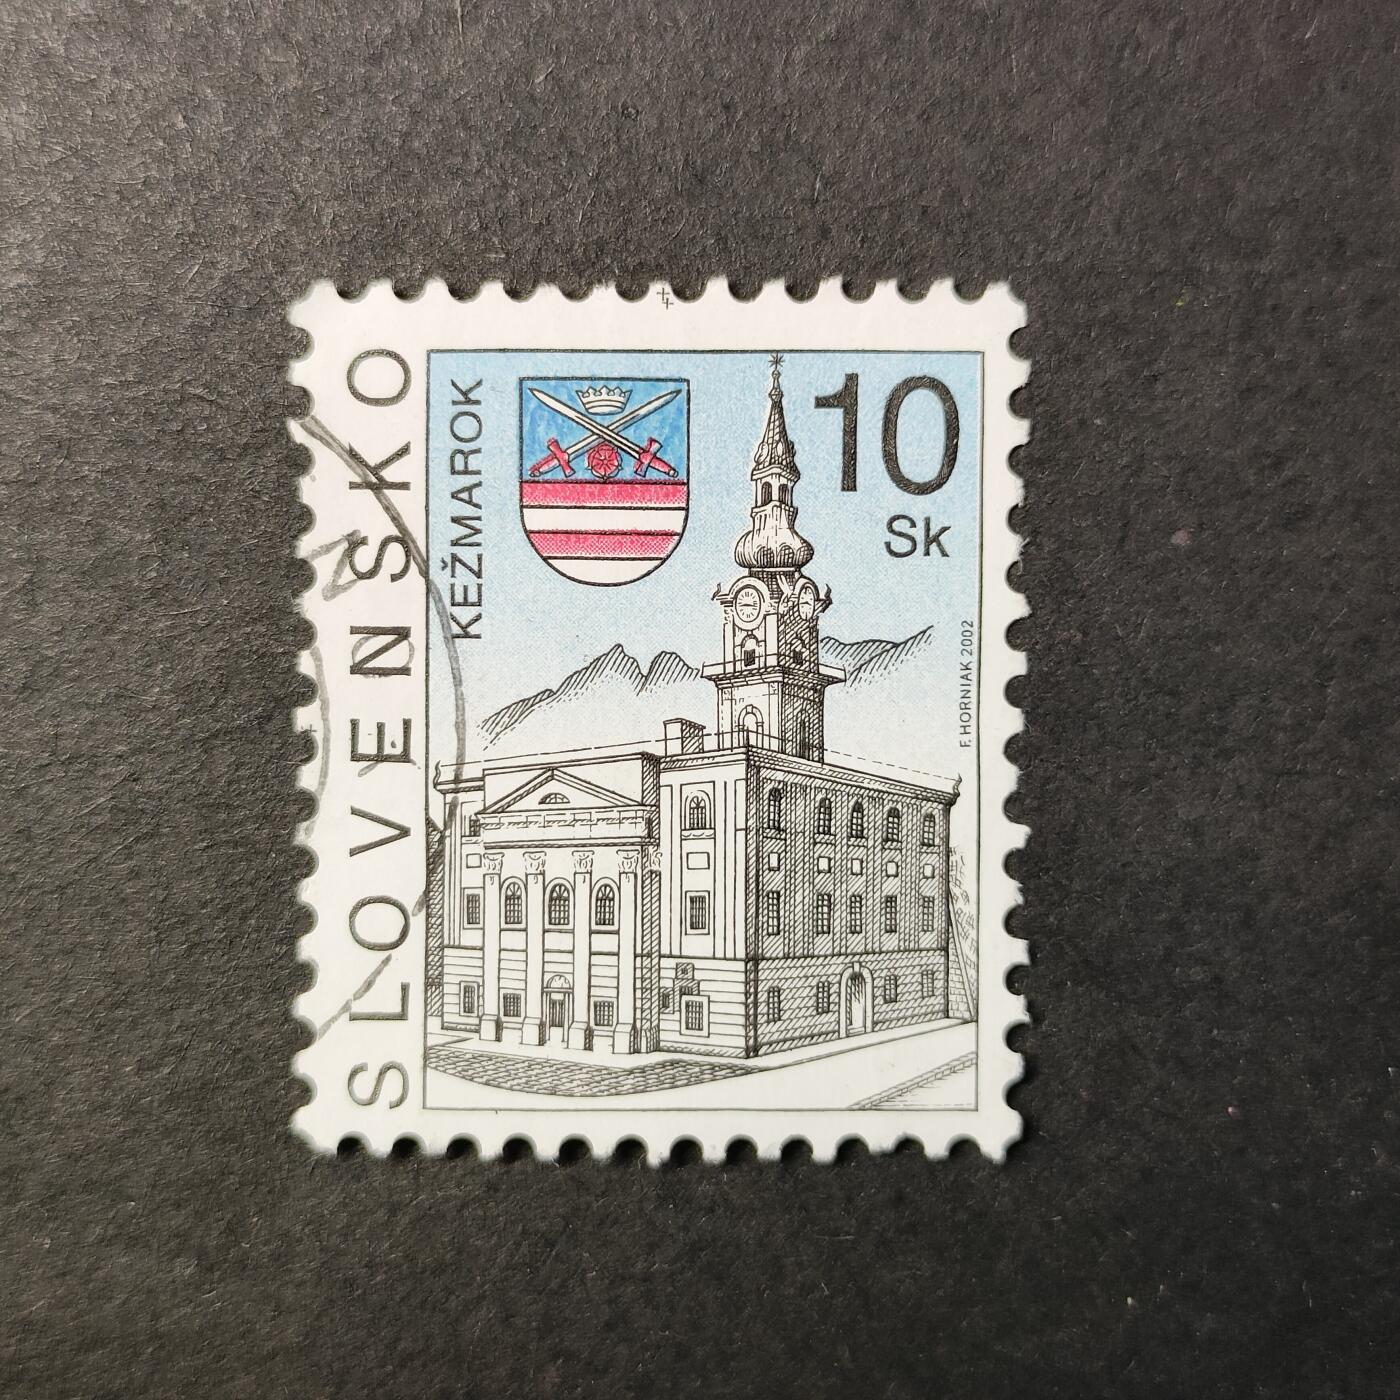 SLOVENSKO
KEŽMAROK
10
Sk
F. HORNIAK 2002